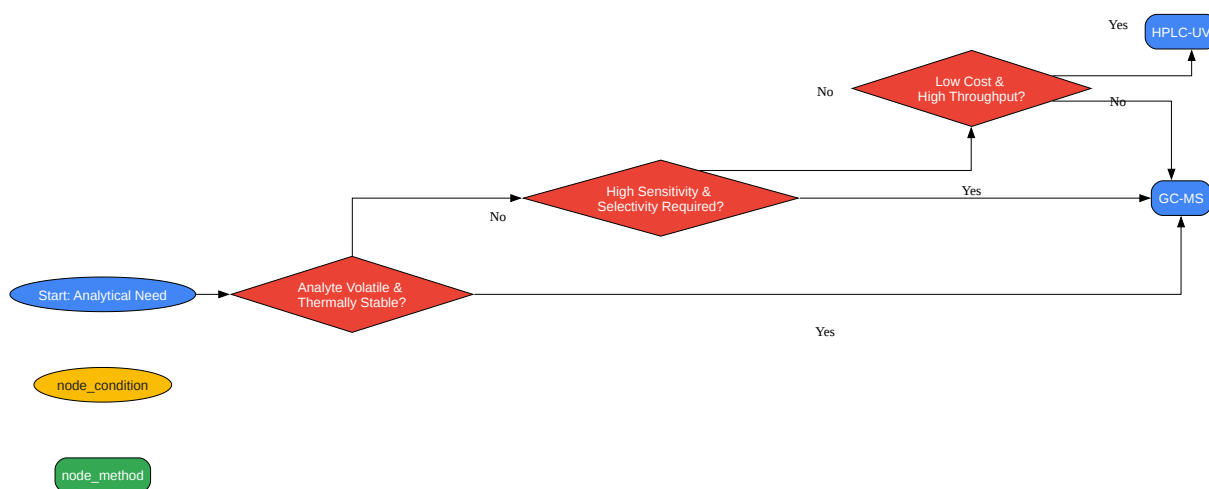 Yes
HPLC-UV
Low Cost &
High Throughput?
No
No
High Sensitivity &
Selectivity Required?
Yes
GC-MS
No
Start: Analytical Need
Analyte Volatile &
Thermally Stable?
Yes
node_condition
node_method